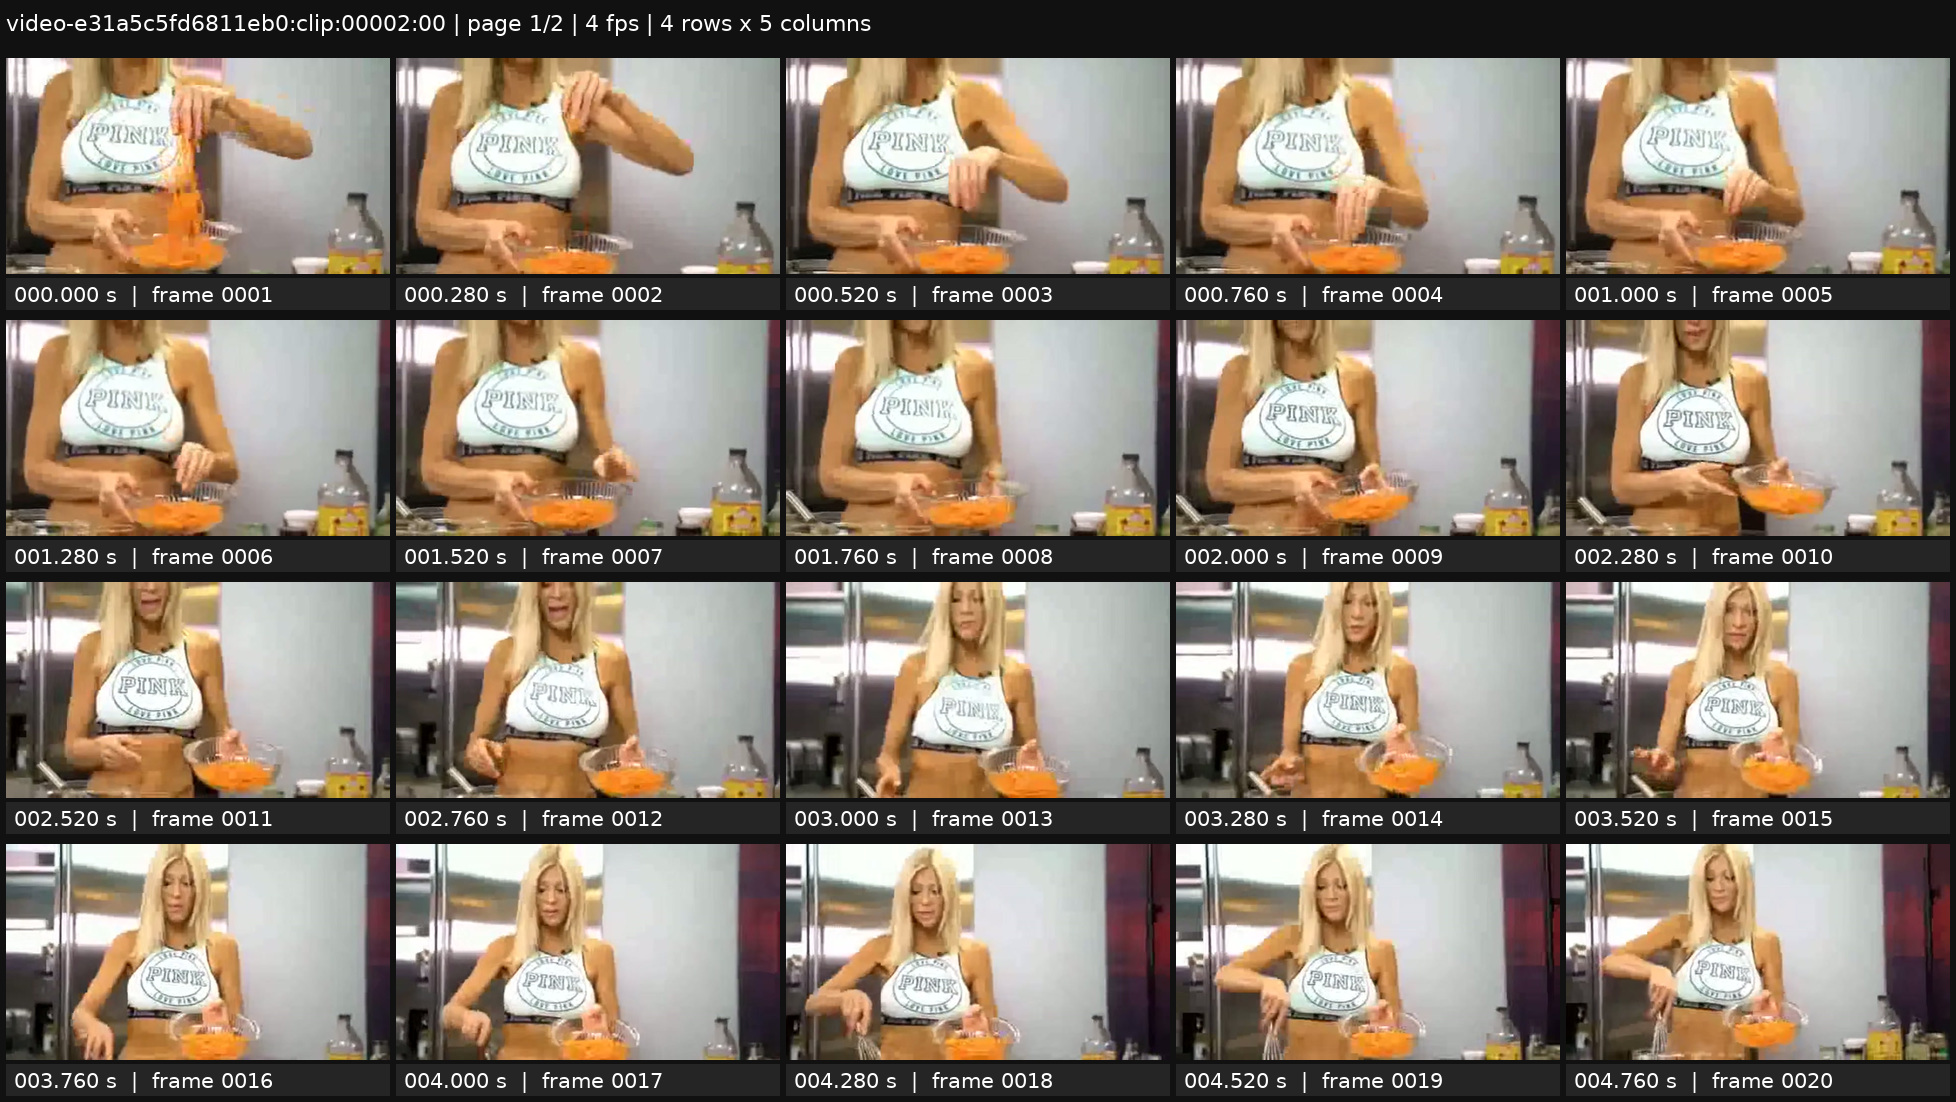 video-e31a5c5fd6811eb0:clip:00002:00 | page 1/2 | 4 fps | 4 rows x 5 columns
LOVE PINK
PINK
LOVE PINK
000.000 s | frame 0001
000.280 s | frame 0002
000.520 s | frame 0003
000.760 s | frame 0004
001.000 s | frame 0005
001.280 s | frame 0006
001.520 s | frame 0007
001.760 s | frame 0008
002.000 s | frame 0009
002.280 s | frame 0010
002.520 s | frame 0011
002.760 s | frame 0012
003.000 s | frame 0013
003.280 s | frame 0014
003.520 s | frame 0015
003.760 s | frame 0016
004.000 s | frame 0017
004.280 s | frame 0018
004.520 s | frame 0019
004.760 s | frame 0020